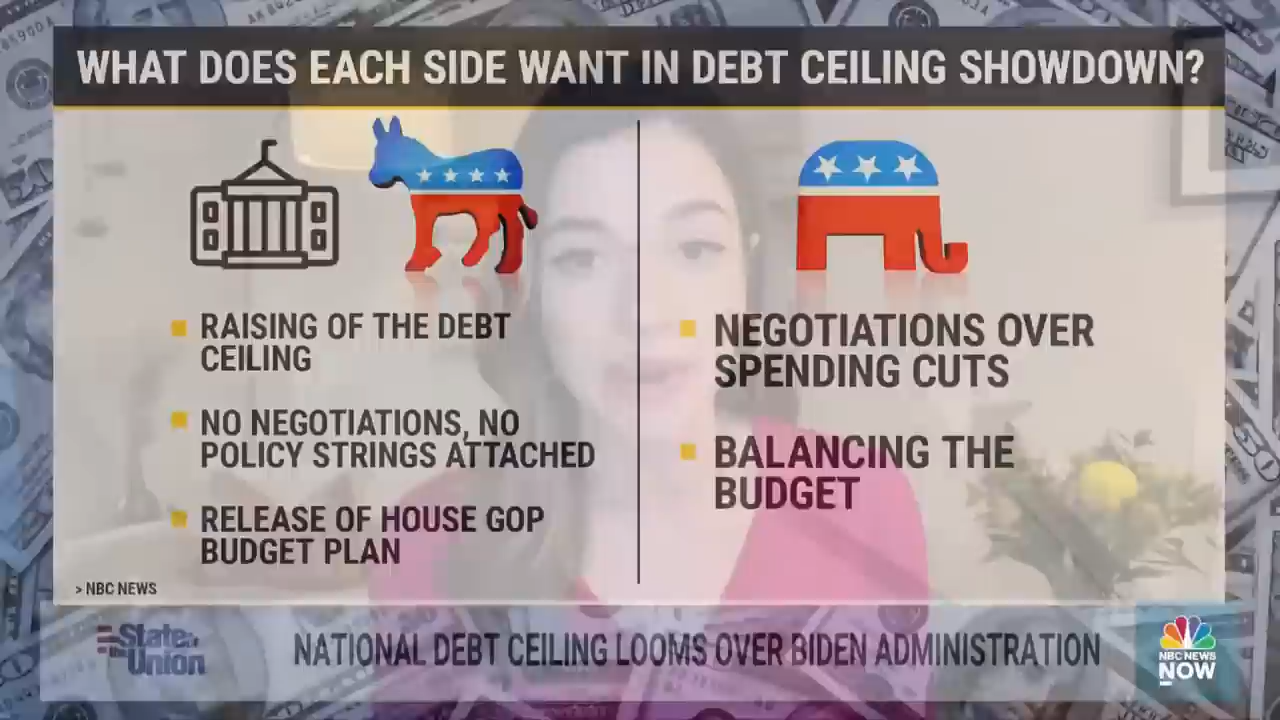 WHAT DOES EACH SIDE WANT IN DEBT CEILING SHOWDOWN?
RAISING OF THE DEBT
CEILING
NO NEGOTIATIONS, NO
POLICY STRINGS ATTACHED
RELEASE OF HOUSE GOP
BUDGET PLAN
NEGOTIATIONS OVER
SPENDING CUTS
BALANCING THE
BUDGET
> NBC NEWS
State of
the Union
NATIONAL DEBT CEILING LOOMS OVER BIDEN ADMINISTRATION
NBC NEWS
NOW